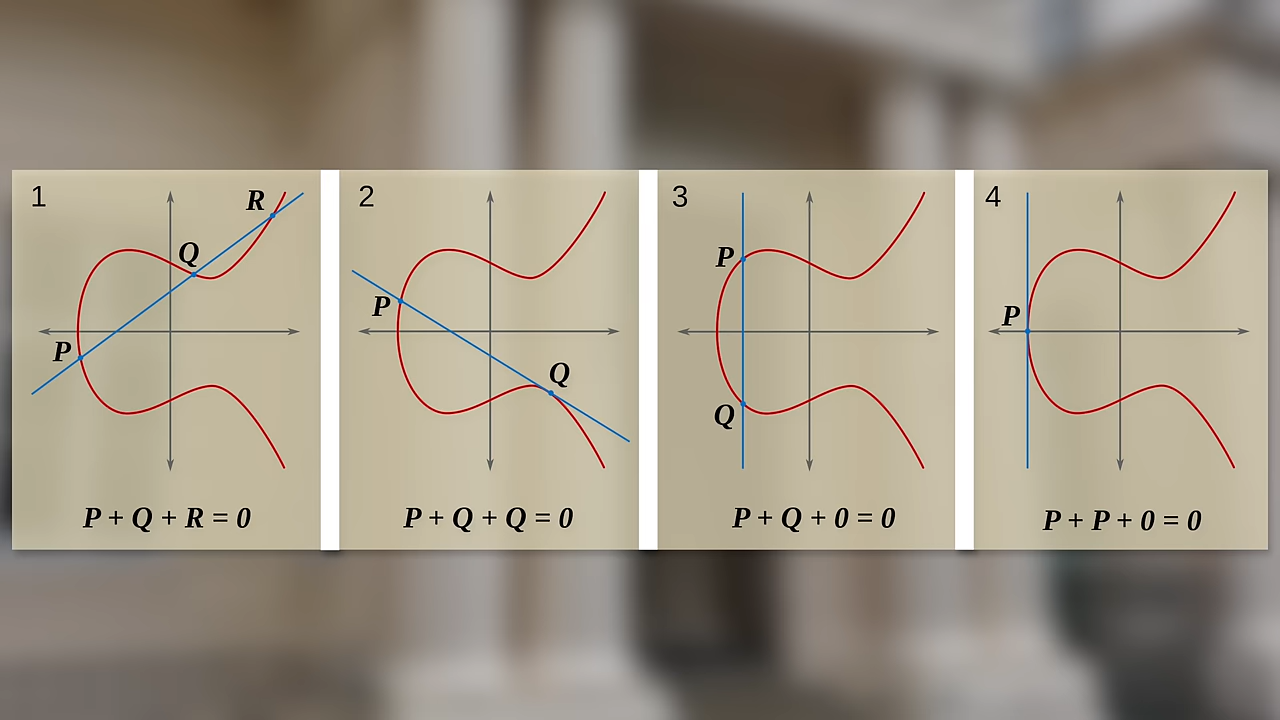 1
R
Q
P
P + Q + R = 0
2
P
Q
P + Q + Q = 0
3
P
Q
P + Q + 0 = 0
4
P
P + P + 0 = 0